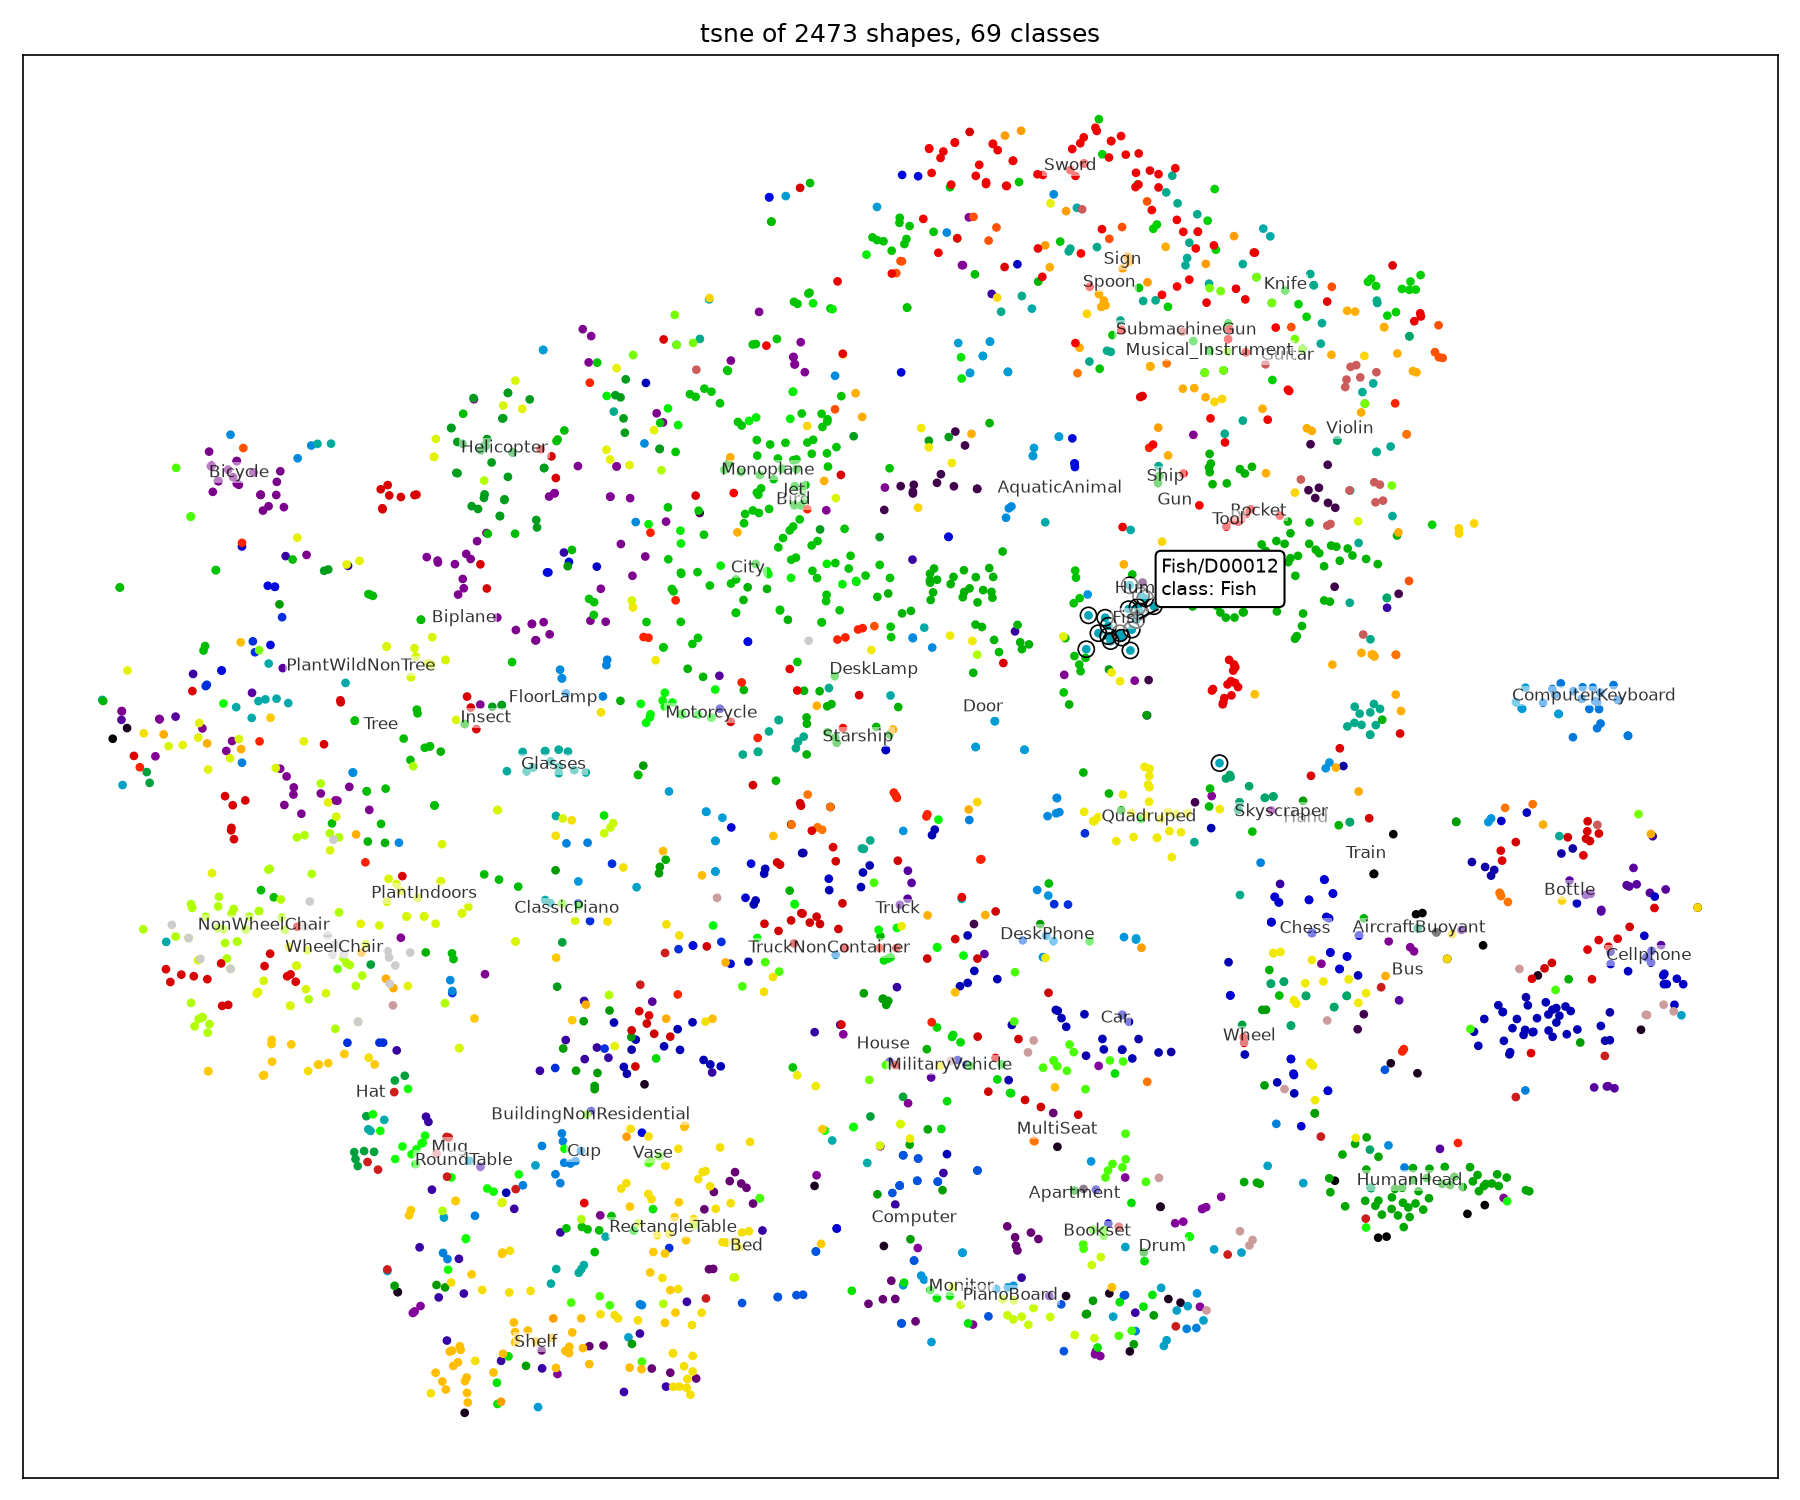 tsne of 2473 shapes, 69 classes
Sword
Sign
Spoon
Knife
SubmachineGun
Musical_Instrument
Guitar
Violin
Bicycle
Helicopter
Monoplane
Jet
Bird
AquaticAnimal
Ship
Gun
Rocket
Tool
City
Fish/D00012
class: Fish
Hum
Fish
Biplane
PlantWildNonTree
DeskLamp
FloorLamp
ComputerKeyboard
Door
Motorcycle
Insect
Tree
Starship
Glasses
Quadruped
Skyscraper
Hand
Train
PlantIndoors
Bottle
ClassicPiano
Truck
NonWheelChair
Chess
AircraftBuoyant
DeskPhone
WheelChair
TruckNonContainer
Cellphone
Bus
Car
Wheel
House
MilitaryVehicle
Hat
BuildingNonResidential
MultiSeat
Mug
Cup
Vase
RoundTable
HumanHead
Apartment
Computer
RectangleTable
Bookset
Bed
Drum
Monitor
PianoBoard
Shelf